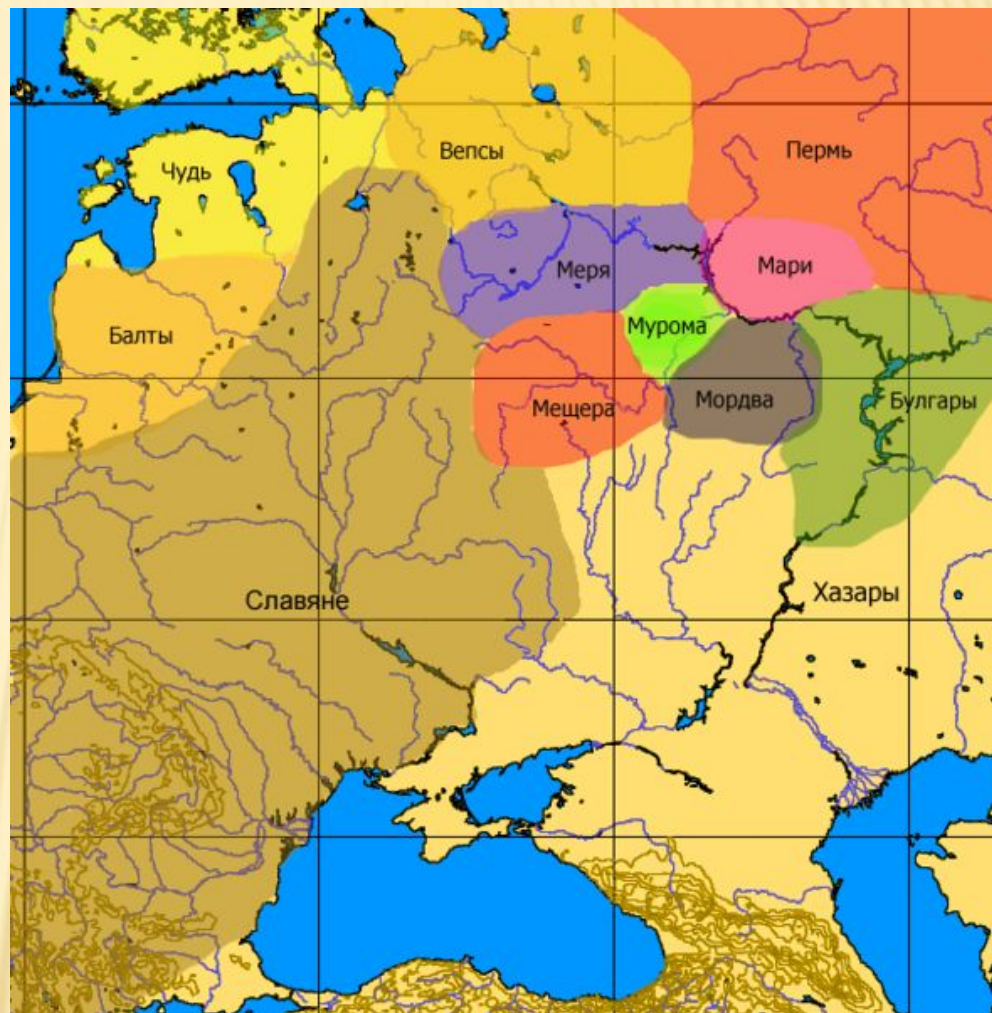 Вепсы
Пермь
Чудь
Меря
Мари
Мурома
Балты
Мещера
Мордва
Булгары
Славяне
Хазары